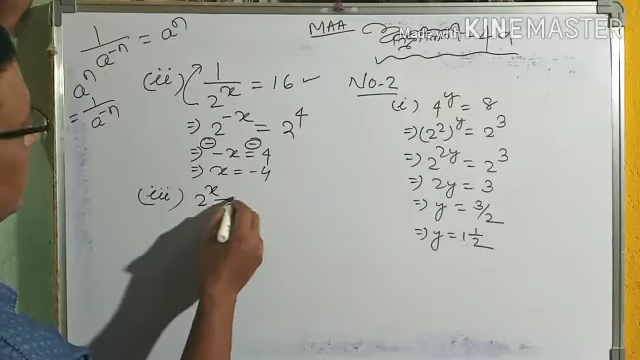 1/a^-n = a^n
a^n
= 1/a^-n
MAA
Made with KINEMASTER
(ii) 1/2^x = 16 ✓
⇒ 2^-x = 2^4
⇒ -x = 4
⇒ x = -4
(iii) 2^x =
NO-2
(i) 4^y = 8
⇒ (2^2)^y = 2^3
⇒ 2^2y = 2^3
⇒ 2y = 3
⇒ y = 3/2
⇒ y = 1 1/2